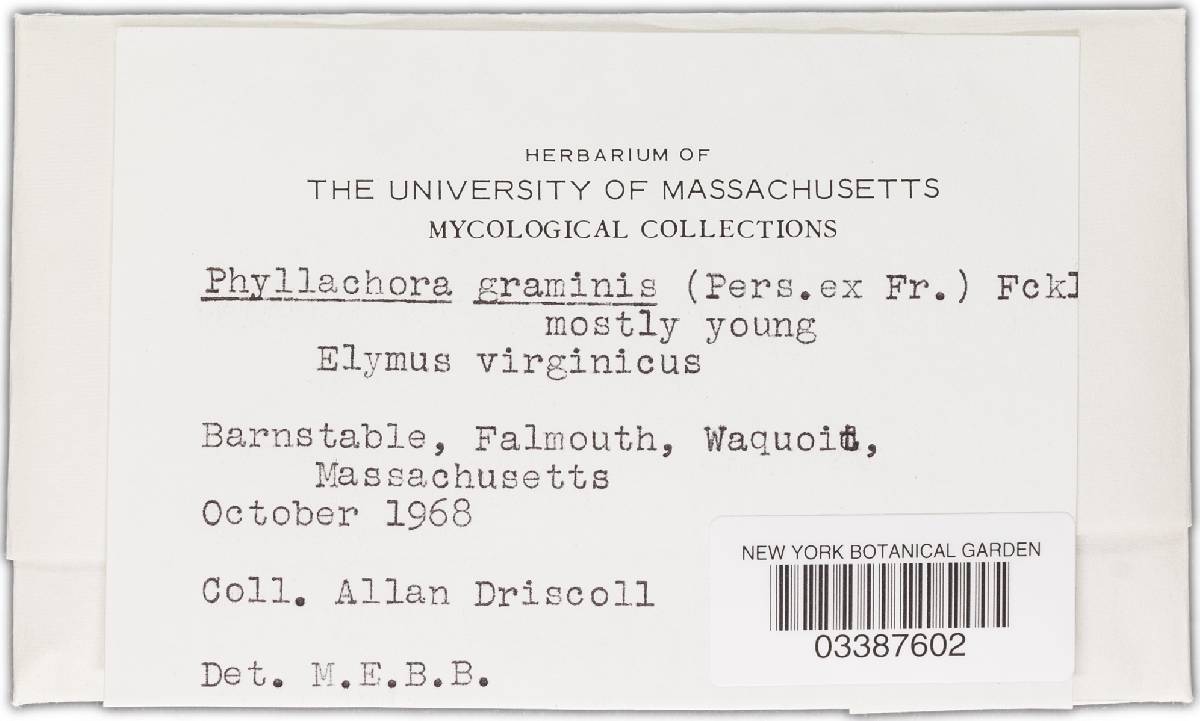 HERBARIUM OF
THE UNIVERSITY OF MASSACHUSETTS
MYCOLOGICAL COLLECTIONS
Phyllachora graminis (Pers.ex Fr.) Fckl
mostly young
Elymus virginicus
Barnstable, Falmouth, Waquoit,
Massachusetts
October 1968
Coll. Allan Driscoll
Det. M.E.B.B.
NEW YORK BOTANICAL GARDEN
03387602